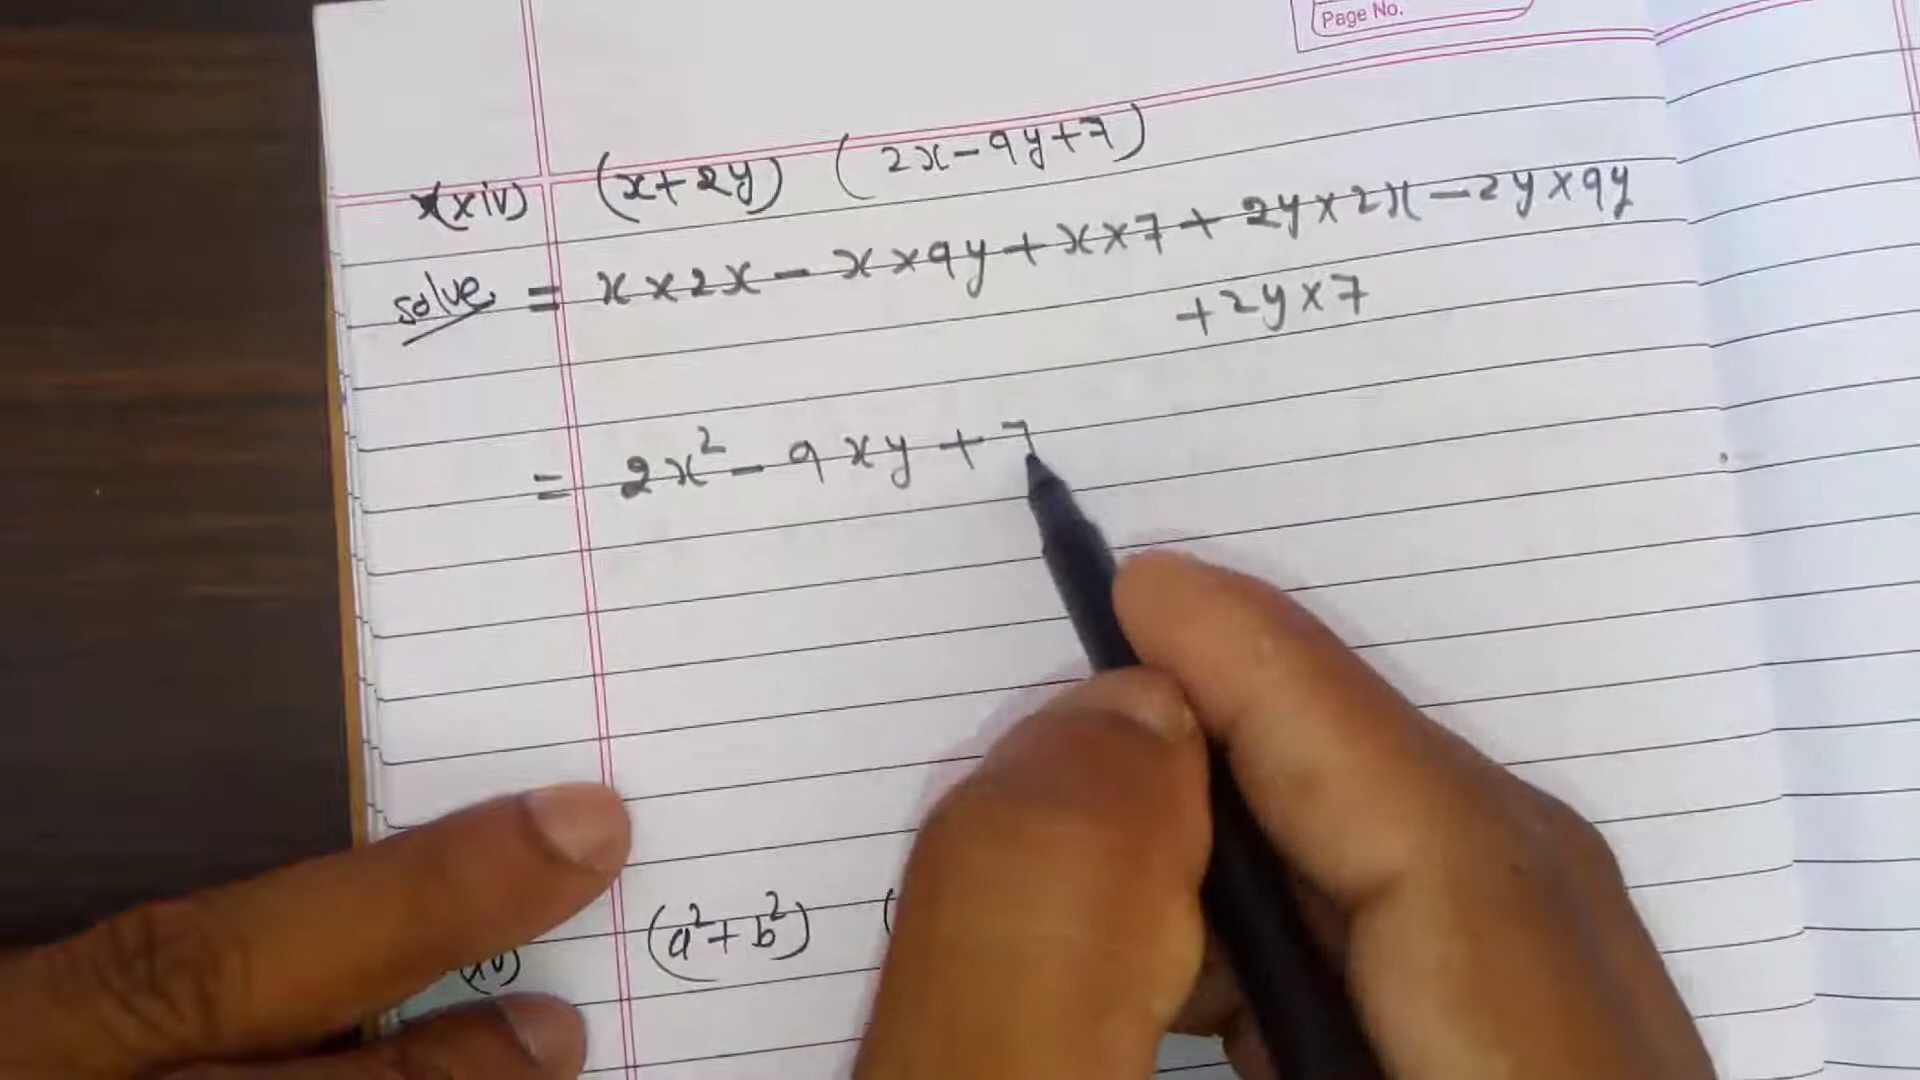 Page No.
x(xiv) (x+2y) (2x-9y+7)
solve = x×2x - x×9y + x×7 + 2y×2x - 2y×9y
+2y×7
= 2x² - 9xy + 7
(xv) (a²+b²) (